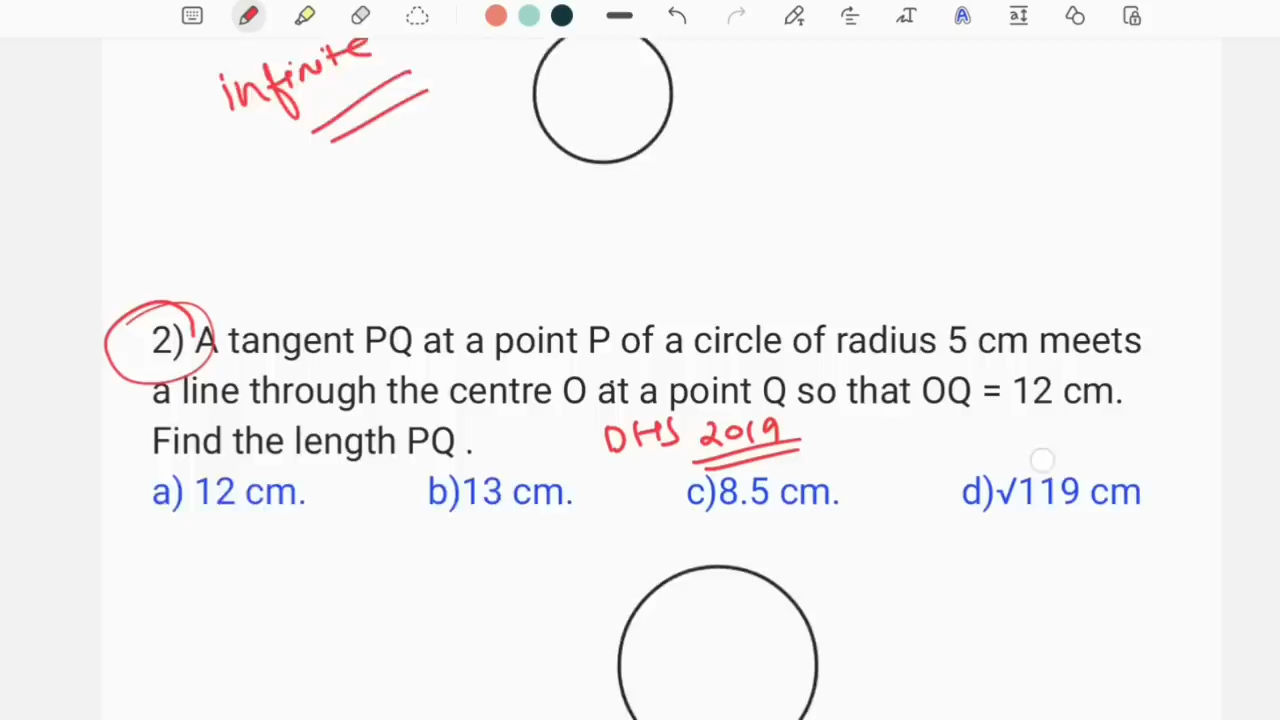 infinite
2) A tangent PQ at a point P of a circle of radius 5 cm meets
a line through the centre O at a point Q so that OQ = 12 cm.
Find the length PQ .
DHS 2019
a) 12 cm. b)13 cm. c)8.5 cm. d)√119 cm